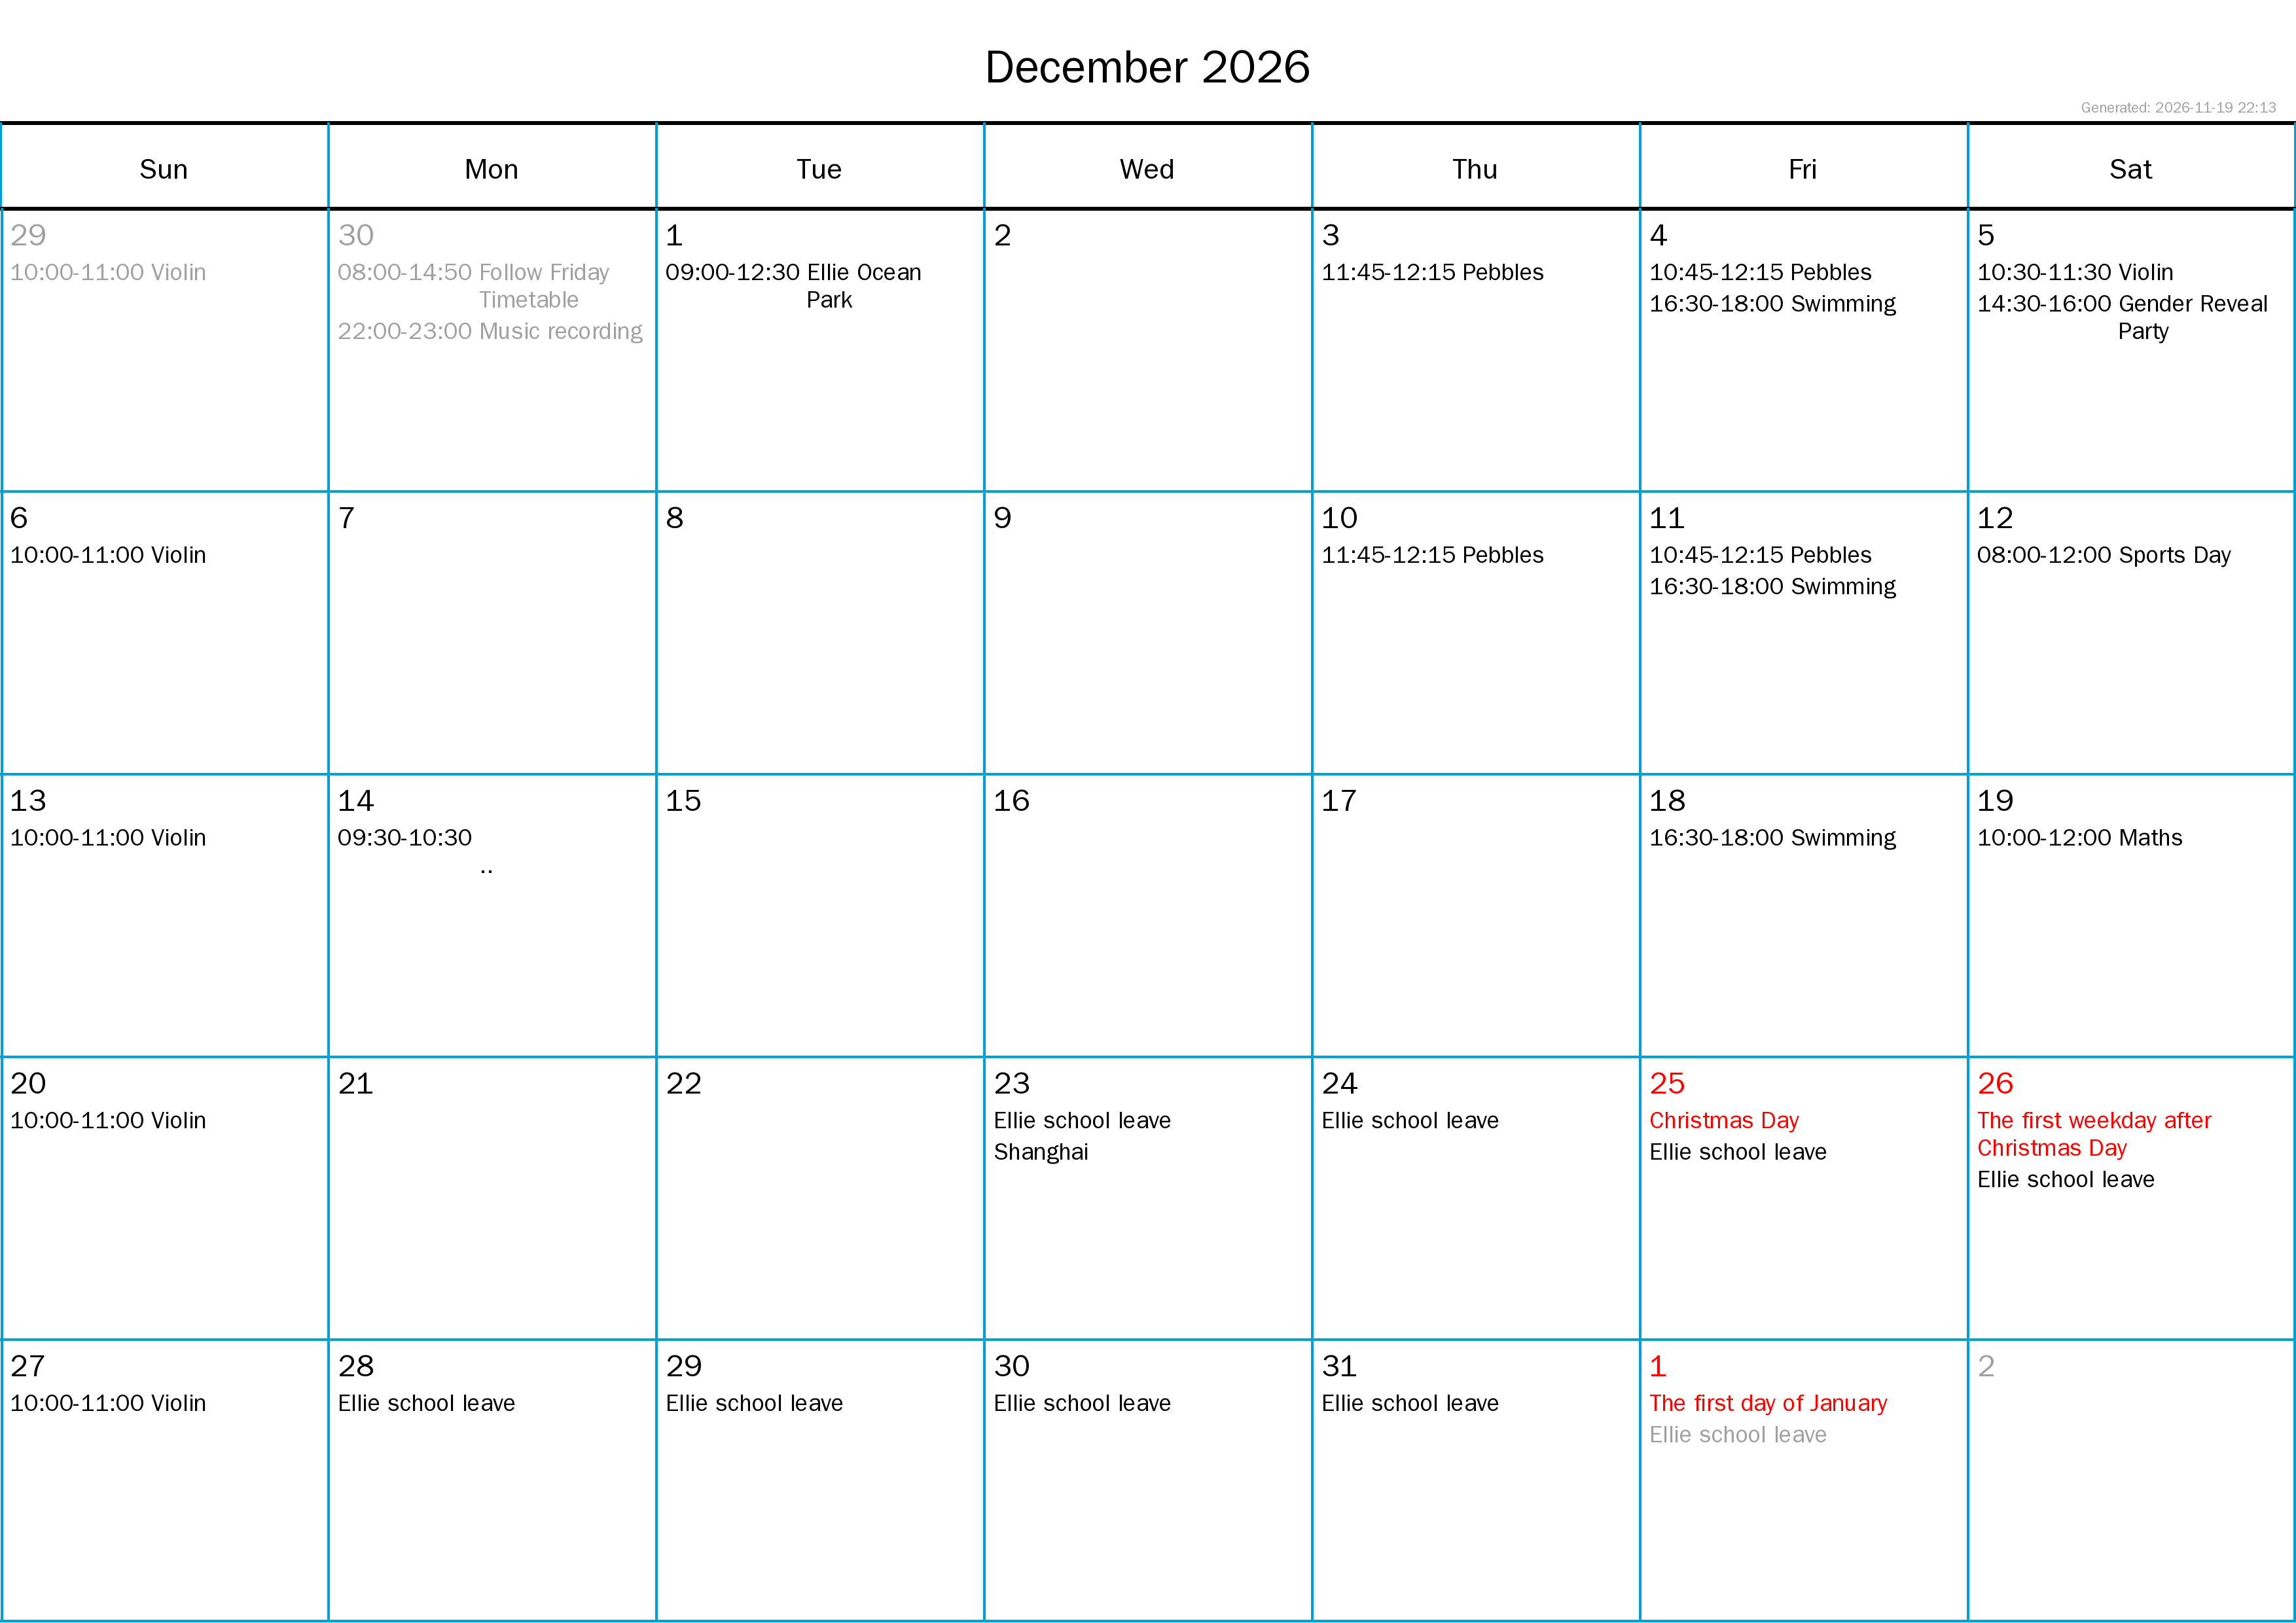 December 2026
Generated: 2026-11-19 22:13
Sun Mon Tue Wed Thu Fri Sat
29
10:00-11:00 Violin
30
08:00-14:50 Follow Friday
Timetable
22:00-23:00 Music recording
1
09:00-12:30 Ellie Ocean
Park
2
3
11:45-12:15 Pebbles
4
10:45-12:15 Pebbles
16:30-18:00 Swimming
5
10:30-11:30 Violin
14:30-16:00 Gender Reveal
Party
6
10:00-11:00 Violin
7
8
9
10
11:45-12:15 Pebbles
11
10:45-12:15 Pebbles
16:30-18:00 Swimming
12
08:00-12:00 Sports Day
13
10:00-11:00 Violin
14
09:30-10:30
..
15
16
17
18
16:30-18:00 Swimming
19
10:00-12:00 Maths
20
10:00-11:00 Violin
21
22
23
Ellie school leave
Shanghai
24
Ellie school leave
25
Christmas Day
Ellie school leave
26
The first weekday after
Christmas Day
Ellie school leave
27
10:00-11:00 Violin
28
Ellie school leave
29
Ellie school leave
30
Ellie school leave
31
Ellie school leave
1
The first day of January
Ellie school leave
2